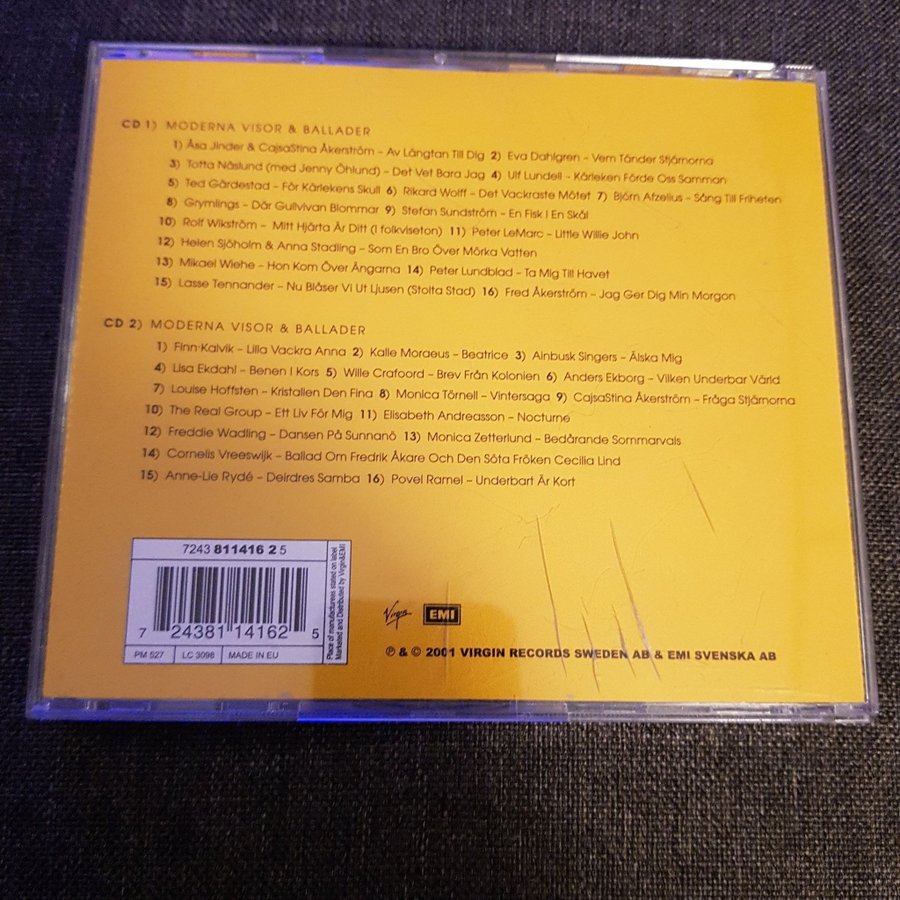 CD 1) MODERNA VISOR & BALLADER
1) Åsa Jinder & CajsaStina Åkerström – Av Längtan Till Dig 2) Eva Dahlgren – Vem Tänder Stjärnorna
3) Totta Näslund (med Jenny Öhlund) – Det Vet Bara Jag 4) Ulf Lundell – Kärleken Förde Oss Samman
5) Ted Gärdestad – För Kärlekens Skull 6) Rikard Wolff – Det Vackraste Mötet 7) Björn Afzelius – Sång Till Friheten
8) Grymlings – Där Gullvivan Blommar 9) Stefan Sundström – En Fisk I En Skål
10) Rolf Wikström – Mitt Hjärta Är Ditt (I folkviseton) 11) Peter LeMarc – Little Willie John
12) Helen Sjöholm & Anna Stadling – Som En Bro Över Mörka Vatten
13) Mikael Wiehe – Hon Kom Över Ängarna 14) Peter Lundblad – Ta Mig Till Havet
15) Lasse Tennander – Nu Blåser Vi Ut Ljusen (Stolta Stad) 16) Fred Åkerström – Jag Ger Dig Min Morgon
CD 2) MODERNA VISOR & BALLADER
1) Finn-Kalvik – Lilla Vackra Anna 2) Kalle Moraeus – Beatrice 3) Ainbusk Singers – Älska Mig
4) Lisa Ekdahl – Benen I Kors 5) Wille Crafoord – Brev Från Kolonien 6) Anders Ekborg – Vilken Underbar Värld
7) Louise Hoffsten – Kristallen Den Fina 8) Monica Törnell – Vintersaga 9) CajsaStina Åkerström – Fråga Stjärnorna
10) The Real Group – Ett Liv För Mig 11) Elisabeth Andreasson – Nocturne
12) Freddie Wadling – Dansen På Sunnanö 13) Monica Zetterlund – Bedårande Sommarvals
14) Cornelis Vreeswijk – Ballad Om Fredrik Åkare Och Den Söta Fröken Cecilia Lind
15) Anne-Lie Rydé – Deirdres Samba 16) Povel Ramel – Underbart Är Kort
7243 811416 2 5
7 24381 14162 5
PM 527 LC 3098 MADE IN EU
Place of manufactureas stated on label
Marketed and Distributed by Virgin&EMI
Virgin EMI
℗ & © 2001 VIRGIN RECORDS SWEDEN AB & EMI SVENSKA AB